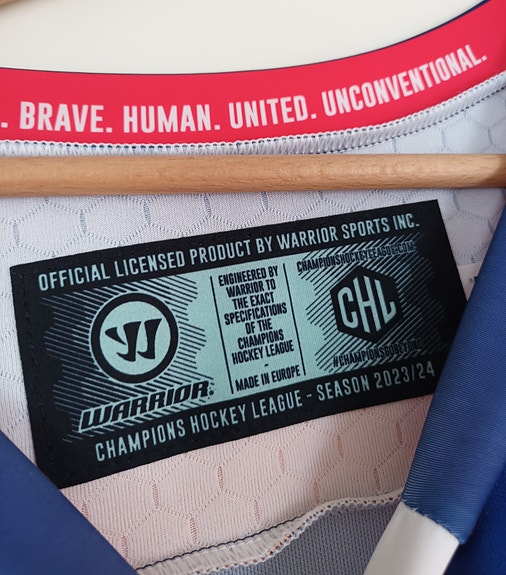 . BRAVE. HUMAN. UNITED. UNCONVENTIONAL.
OFFICIAL LICENSED PRODUCT BY WARRIOR SPORTS INC.
W
WARRIOR
ENGINEERED BY
WARRIOR TO
THE EXACT
SPECIFICATIONS
OF THE
CHAMPIONS
HOCKEY LEAGUE
-
MADE IN EUROPE
CHAMPIONSHOCKEYLEAGUE.COM
CHL
CHAMPIONS HOCKEY LEAGUE - SEASON 2023/24